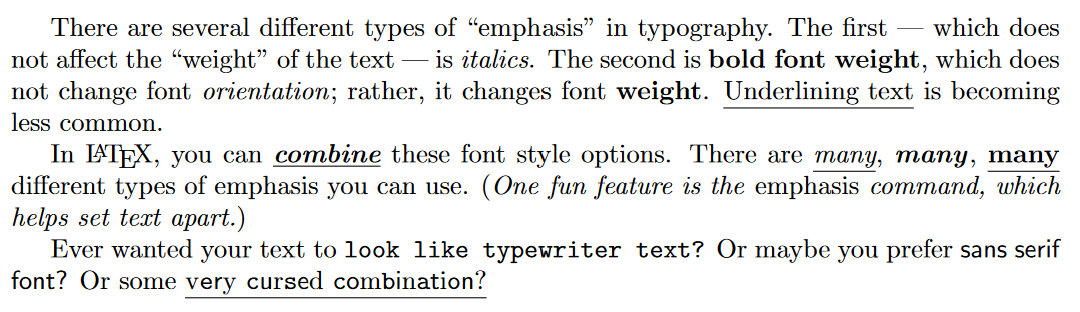 There are several different types of “emphasis” in typography. The first — which does
not affect the “weight” of the text — is italics. The second is bold font weight, which does
not change font orientation; rather, it changes font weight. Underlining text is becoming
less common.
In LATEX, you can combine these font style options. There are many, many, many
different types of emphasis you can use. (One fun feature is the emphasis command, which
helps set text apart.)
Ever wanted your text to look like typewriter text? Or maybe you prefer sans serif
font? Or some very cursed combination?